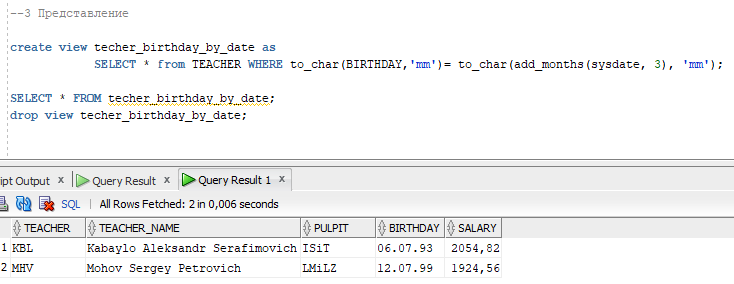 --3 Представление
create view techer_birthday_by_date as
SELECT * from TEACHER WHERE to_char(BIRTHDAY,'mm')= to_char(add_months(sysdate, 3), 'mm');
SELECT * FROM techer_birthday_by_date;
drop view techer_birthday_by_date;
ipt Output x Query Result x Query Result 1 x
SQL | All Rows Fetched: 2 in 0,006 seconds
TEACHER TEACHER_NAME PULPIT BIRTHDAY SALARY
1 KBL Kabaylo Aleksandr Serafimovich ISiT 06.07.93 2054,82
2 MHV Mohov Sergey Petrovich LMiLZ 12.07.99 1924,56